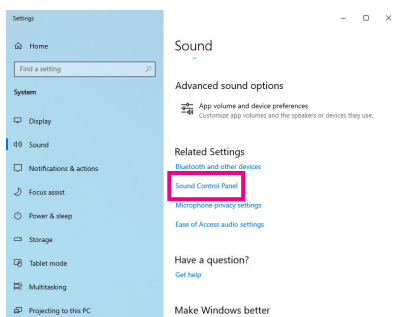 Settings
Home
Find a setting
System
Display
Sound
Notifications & actions
Focus assist
Power & sleep
Storage
Tablet mode
Multitasking
Projecting to this PC
Sound
Advanced sound options
App volume and device preferences
Customize app volumes and the speakers or devices they use.
Related Settings
Bluetooth and other devices
Sound Control Panel
Microphone privacy settings
Ease of Access audio settings
Have a question?
Get help
Make Windows better